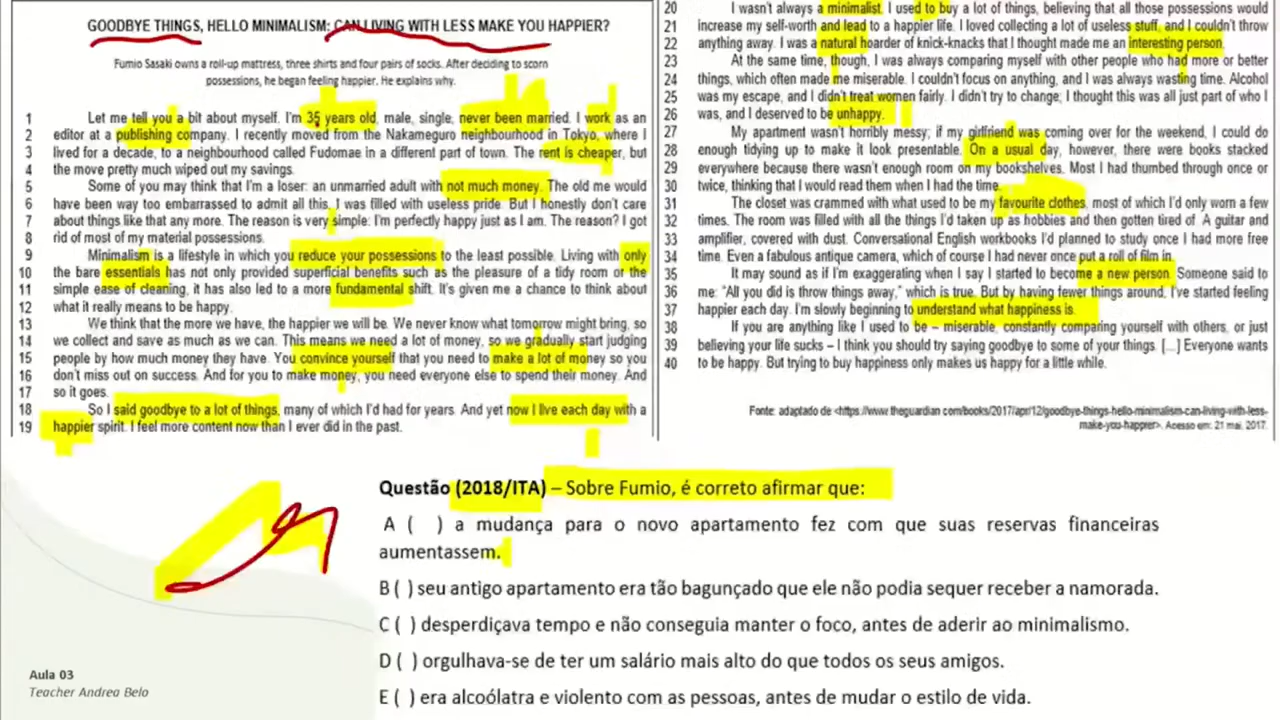 GOODBYE THINGS, HELLO MINIMALISM: CAN LIVING WITH LESS MAKE YOU HAPPIER?
Fumio Sasaki owns a roll-up mattress, three shirts and four pairs of socks. After deciding to scorn
possessions, he began feeling happier. He explains why.
1 Let me tell you a bit about myself. I'm 35 years old, male, single, never been married. I work as an
2 editor at a publishing company. I recently moved from the Nakameguro neighbourhood in Tokyo, where I
3 lived for a decade, to a neighbourhood called Fudomae in a different part of town. The rent is cheaper, but
4 the move pretty much wiped out my savings.
5 Some of you may think that I'm a loser: an unmarried adult with not much money. The old me would
6 have been way too embarrassed to admit all this. I was filled with useless pride. But I honestly don't care
7 about things like that any more. The reason is very simple: I'm perfectly happy just as I am. The reason? I got
8 rid of most of my material possessions.
9 Minimalism is a lifestyle in which you reduce your possessions to the least possible. Living with only
10 the bare essentials has not only provided superficial benefits such as the pleasure of a tidy room or the
11 simple ease of cleaning, it has also led to a more fundamental shift. It's given me a chance to think about
12 what it really means to be happy.
13 We think that the more we have, the happier we will be. We never know what tomorrow might bring, so
14 we collect and save as much as we can. This means we need a lot of money, so we gradually start judging
15 people by how much money they have. You convince yourself that you need to make a lot of money so you
16 don't miss out on success. And for you to make money, you need everyone else to spend their money. And
17 so it goes.
18 So I said goodbye to a lot of things, many of which I'd had for years. And yet now I live each day with a
19 happier spirit. I feel more content now than I ever did in the past.
20 I wasn't always a minimalist. I used to buy a lot of things, believing that all those possessions would
21 increase my self-worth and lead to a happier life. I loved collecting a lot of useless stuff, and I couldn't throw
22 anything away. I was a natural hoarder of knick-knacks that I thought made me an interesting person.
23 At the same time, though, I was always comparing myself with other people who had more or better
24 things, which often made me miserable. I couldn't focus on anything, and I was always wasting time. Alcohol
25 was my escape, and I didn't treat women fairly. I didn't try to change; I thought this was all just part of who I
26 was, and I deserved to be unhappy.
27 My apartment wasn't horribly messy; if my girlfriend was coming over for the weekend, I could do
28 enough tidying up to make it look presentable. On a usual day, however, there were books stacked
29 everywhere because there wasn't enough room on my bookshelves. Most I had thumbed through once or
30 twice, thinking that I would read them when I had the time.
31 The closet was crammed with what used to be my favourite clothes, most of which I'd only worn a few
32 times. The room was filled with all the things I'd taken up as hobbies and then gotten tired of. A guitar and
33 amplifier, covered with dust. Conversational English workbooks I'd planned to study once I had more free
34 time. Even a fabulous antique camera, which of course I had never once put a roll of film in.
35 It may sound as if I'm exaggerating when I say I started to become a new person. Someone said to
36 me: "All you did is throw things away," which is true. But by having fewer things around, I've started feeling
37 happier each day. I'm slowly beginning to understand what happiness is.
38 If you are anything like I used to be – miserable, constantly comparing yourself with others, or just
39 believing your life sucks – I think you should try saying goodbye to some of your things. [...] Everyone wants
40 to be happy. But trying to buy happiness only makes us happy for a little while.
Fonte: adaptado de <https://www.theguardian.com/books/2017/apr/12/goodbye-things-hello-minimalism-can-living-with-less-
make-you-happier>. Acesso em: 21 mai. 2017.
Questão (2018/ITA) – Sobre Fumio, é correto afirmar que:
A ( ) a mudança para o novo apartamento fez com que suas reservas financeiras
aumentassem.
B ( ) seu antigo apartamento era tão bagunçado que ele não podia sequer receber a namorada.
C ( ) desperdiçava tempo e não conseguia manter o foco, antes de aderir ao minimalismo.
D ( ) orgulhava-se de ter um salário mais alto do que todos os seus amigos.
E ( ) era alcoólatra e violento com as pessoas, antes de mudar o estilo de vida.
Aula 03
Teacher Andrea Belo